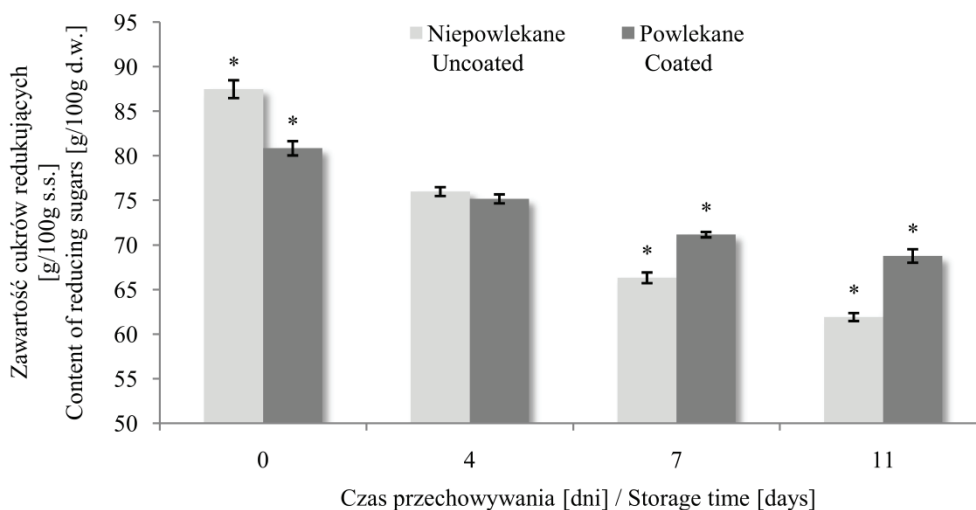 Zawartość cukrów redukujących
[g/100g s.s.]
Content of reducing sugars [g/100g d.w.]
95
90
85
80
75
70
65
60
55
50
Niepowlekane
Uncoated
Powlekane
Coated
*
*
*
*
*
*
0 4 7 11
Czas przechowywania [dni] / Storage time [days]